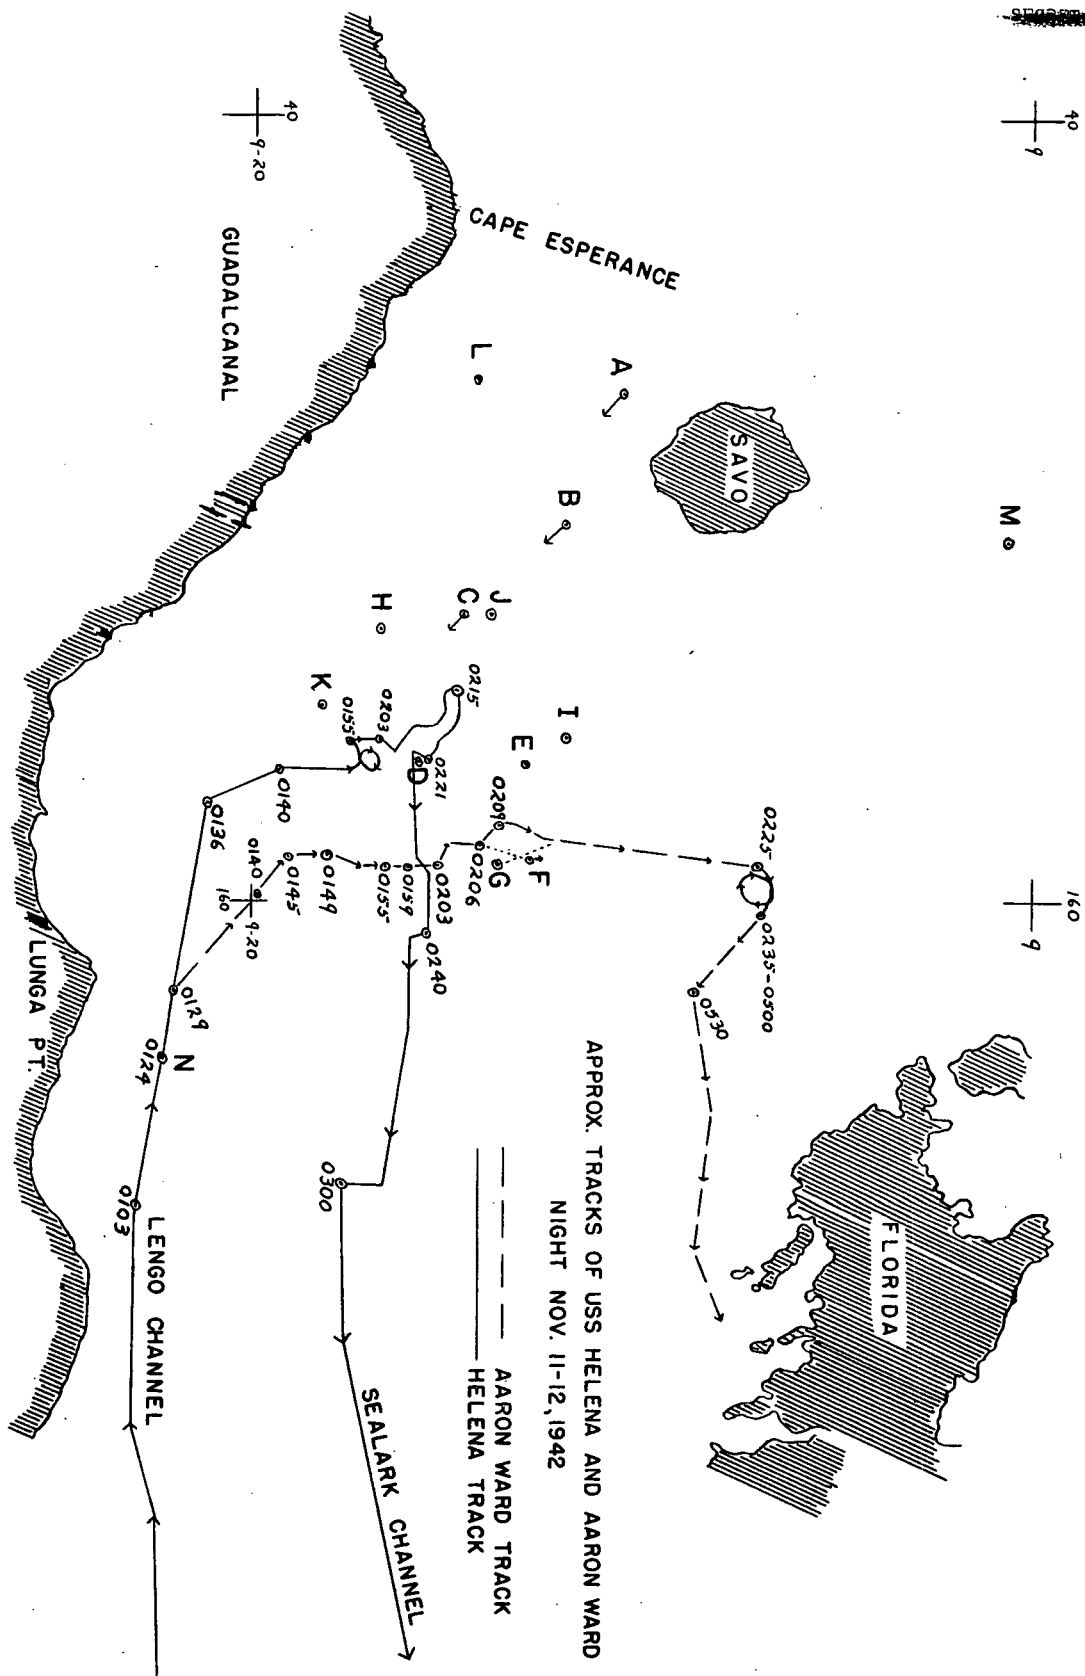 40
9
40
9-20
GUADALCANAL
CAPE ESPERANCE
L
A
SAVO
B
M
C
J
H
K
0155
0203
0215
D
0221
I
E
0209
0206
G
F
0225
0235-0500
0530
160
9
0140
0136
0140
160
9-20
0145
0149
0155
0159
0203
0240
0129
N
0124
0103
LUNGA PT.
LENGO CHANNEL
0300
SEALARK CHANNEL
FLORIDA
APPROX. TRACKS OF USS HELENA AND AARON WARD
NIGHT NOV. 11-12, 1942
AARON WARD TRACK
HELENA TRACK